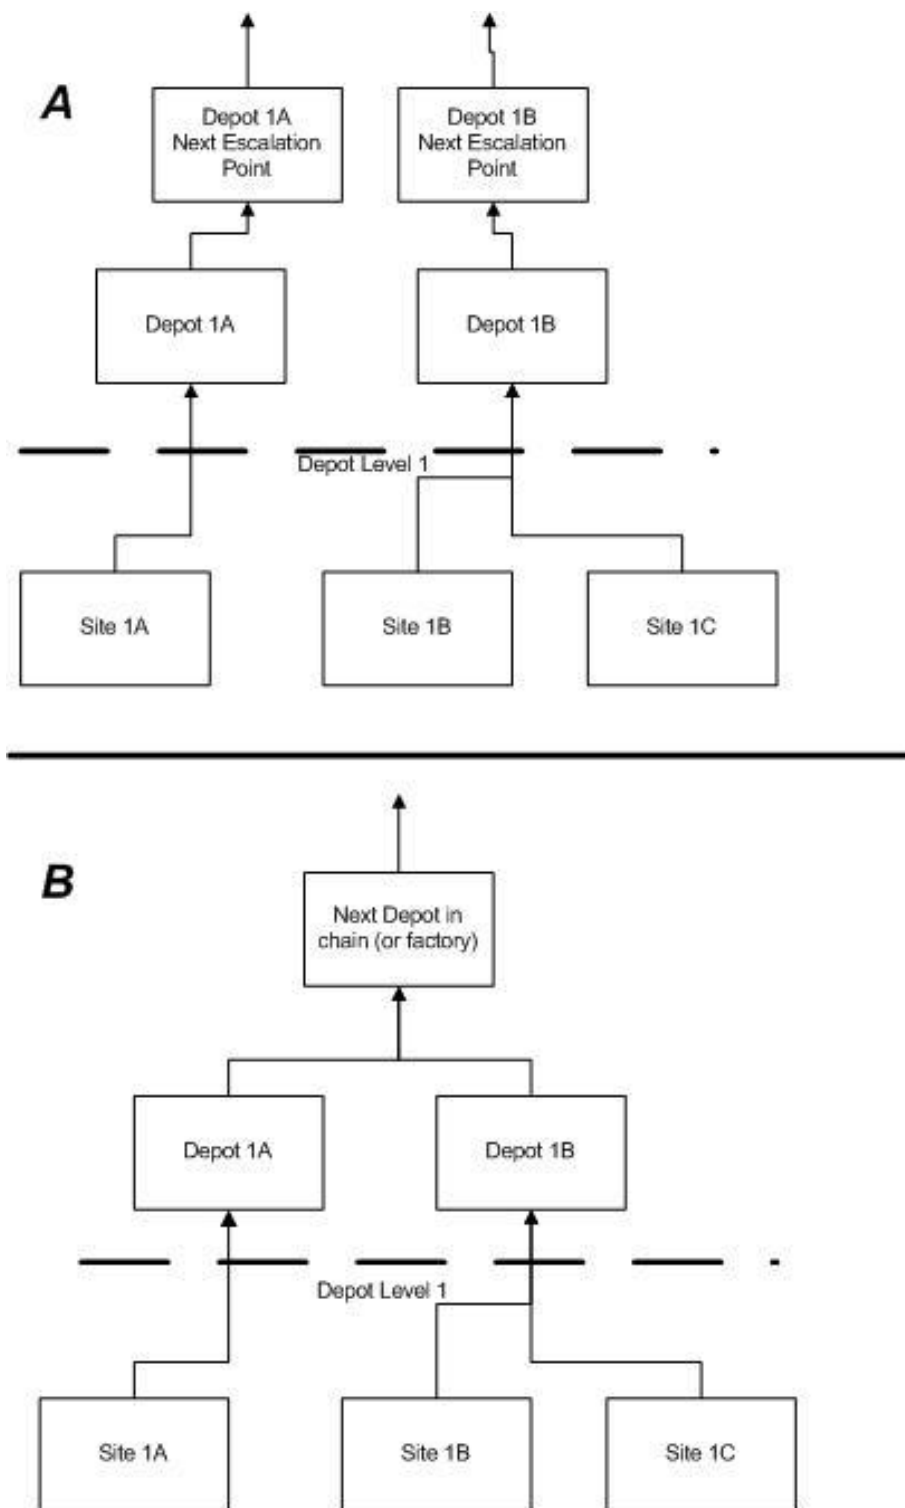 A
Depot 1A
Next Escalation
Point
Depot 1B
Next Escalation
Point
Depot 1A
Depot 1B
Depot Level 1
Site 1A
Site 1B
Site 1C
B
Next Depot in
chain (or factory)
Depot 1A
Depot 1B
Depot Level 1
Site 1A
Site 1B
Site 1C